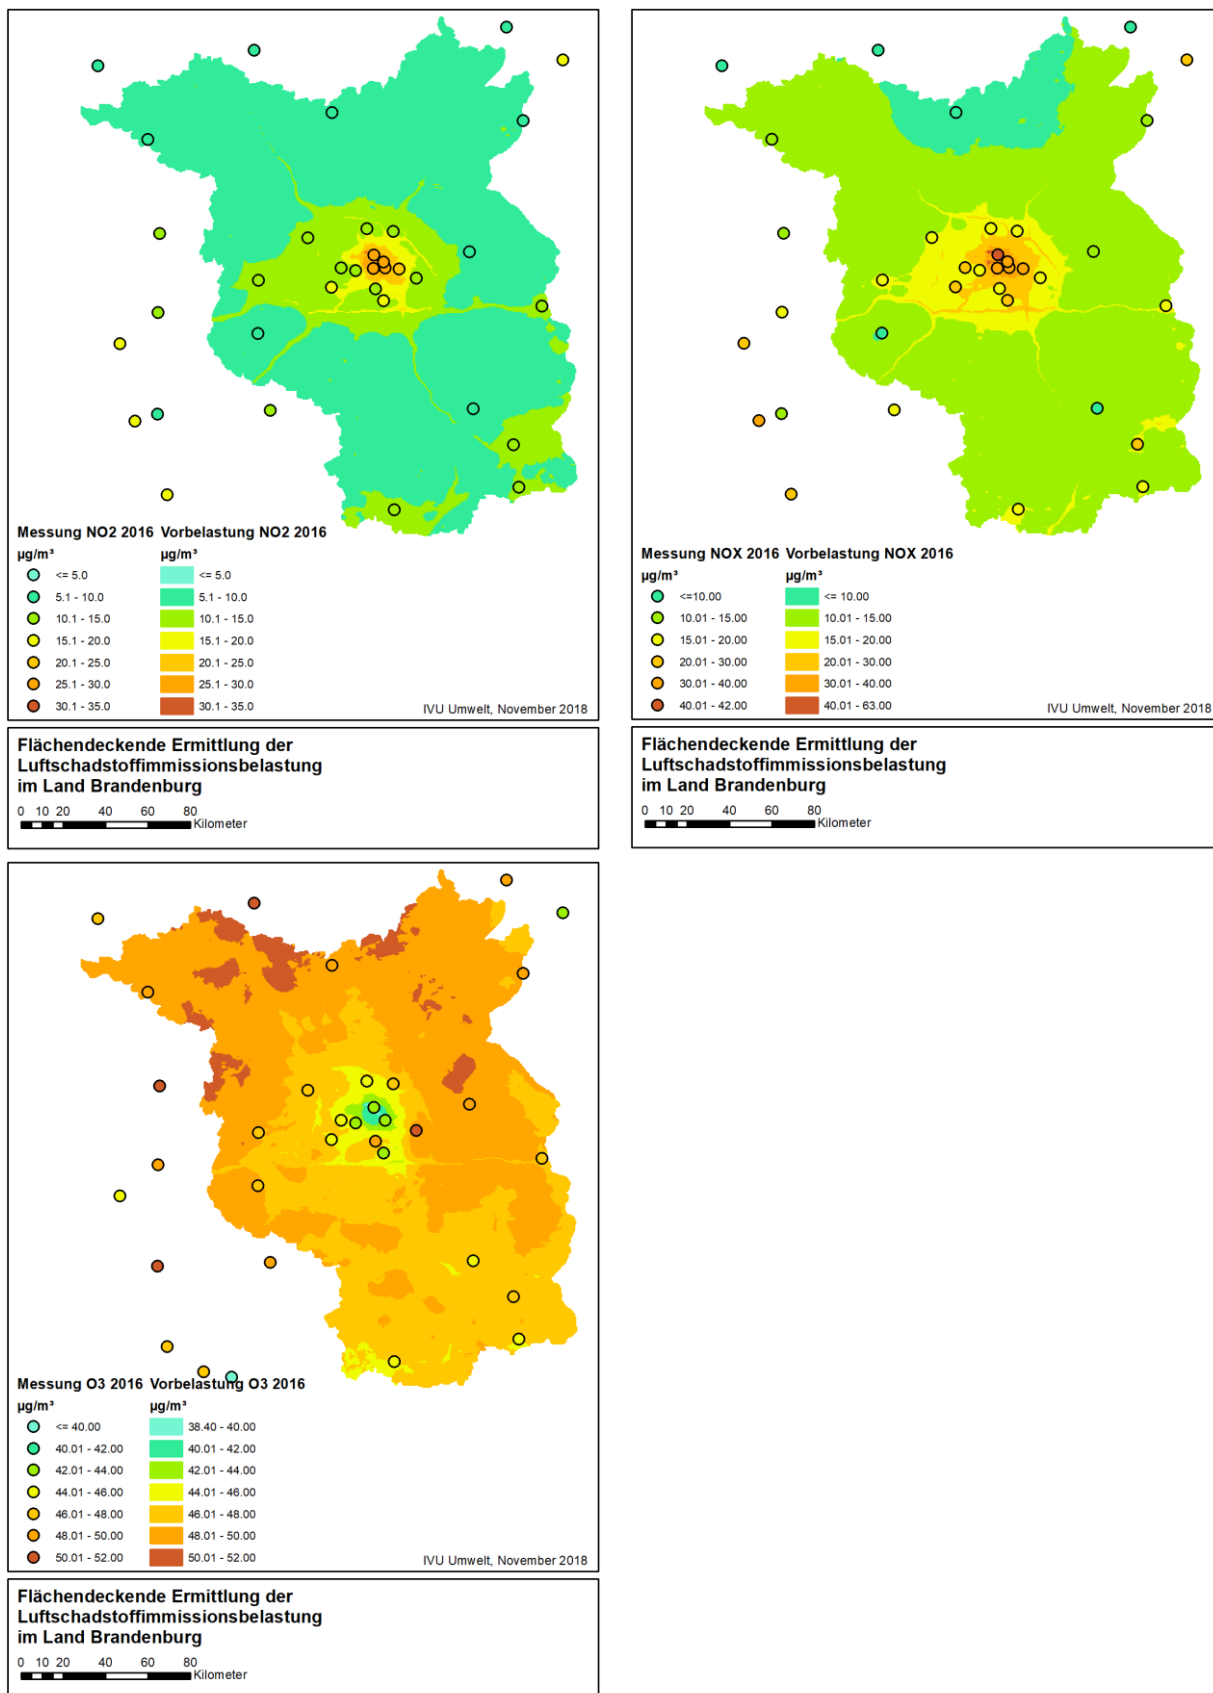 Messung NO2 2016 Vorbelastung NO2 2016
µg/m³ µg/m³
<= 5.0 <= 5.0
5.1 - 10.0 5.1 - 10.0
10.1 - 15.0 10.1 - 15.0
15.1 - 20.0 15.1 - 20.0
20.1 - 25.0 20.1 - 25.0
25.1 - 30.0 25.1 - 30.0
30.1 - 35.0 30.1 - 35.0
IVU Umwelt, November 2018
Flächendeckende Ermittlung der
Luftschadstoffimmissionsbelastung
im Land Brandenburg
0 10 20 40 60 80
Kilometer
Messung NOX 2016 Vorbelastung NOX 2016
µg/m³ µg/m³
<=10.00 <= 10.00
10.01 - 15.00 10.01 - 15.00
15.01 - 20.00 15.01 - 20.00
20.01 - 30.00 20.01 - 30.00
30.01 - 40.00 30.01 - 40.00
40.01 - 42.00 40.01 - 63.00
IVU Umwelt, November 2018
Flächendeckende Ermittlung der
Luftschadstoffimmissionsbelastung
im Land Brandenburg
0 10 20 40 60 80
Kilometer
Messung O3 2016 Vorbelastung O3 2016
µg/m³ µg/m³
<= 40.00 38.40 - 40.00
40.01 - 42.00 40.01 - 42.00
42.01 - 44.00 42.01 - 44.00
44.01 - 46.00 44.01 - 46.00
46.01 - 48.00 46.01 - 48.00
48.01 - 50.00 48.01 - 50.00
50.01 - 52.00 50.01 - 52.00
IVU Umwelt, November 2018
Flächendeckende Ermittlung der
Luftschadstoffimmissionsbelastung
im Land Brandenburg
0 10 20 40 60 80
Kilometer